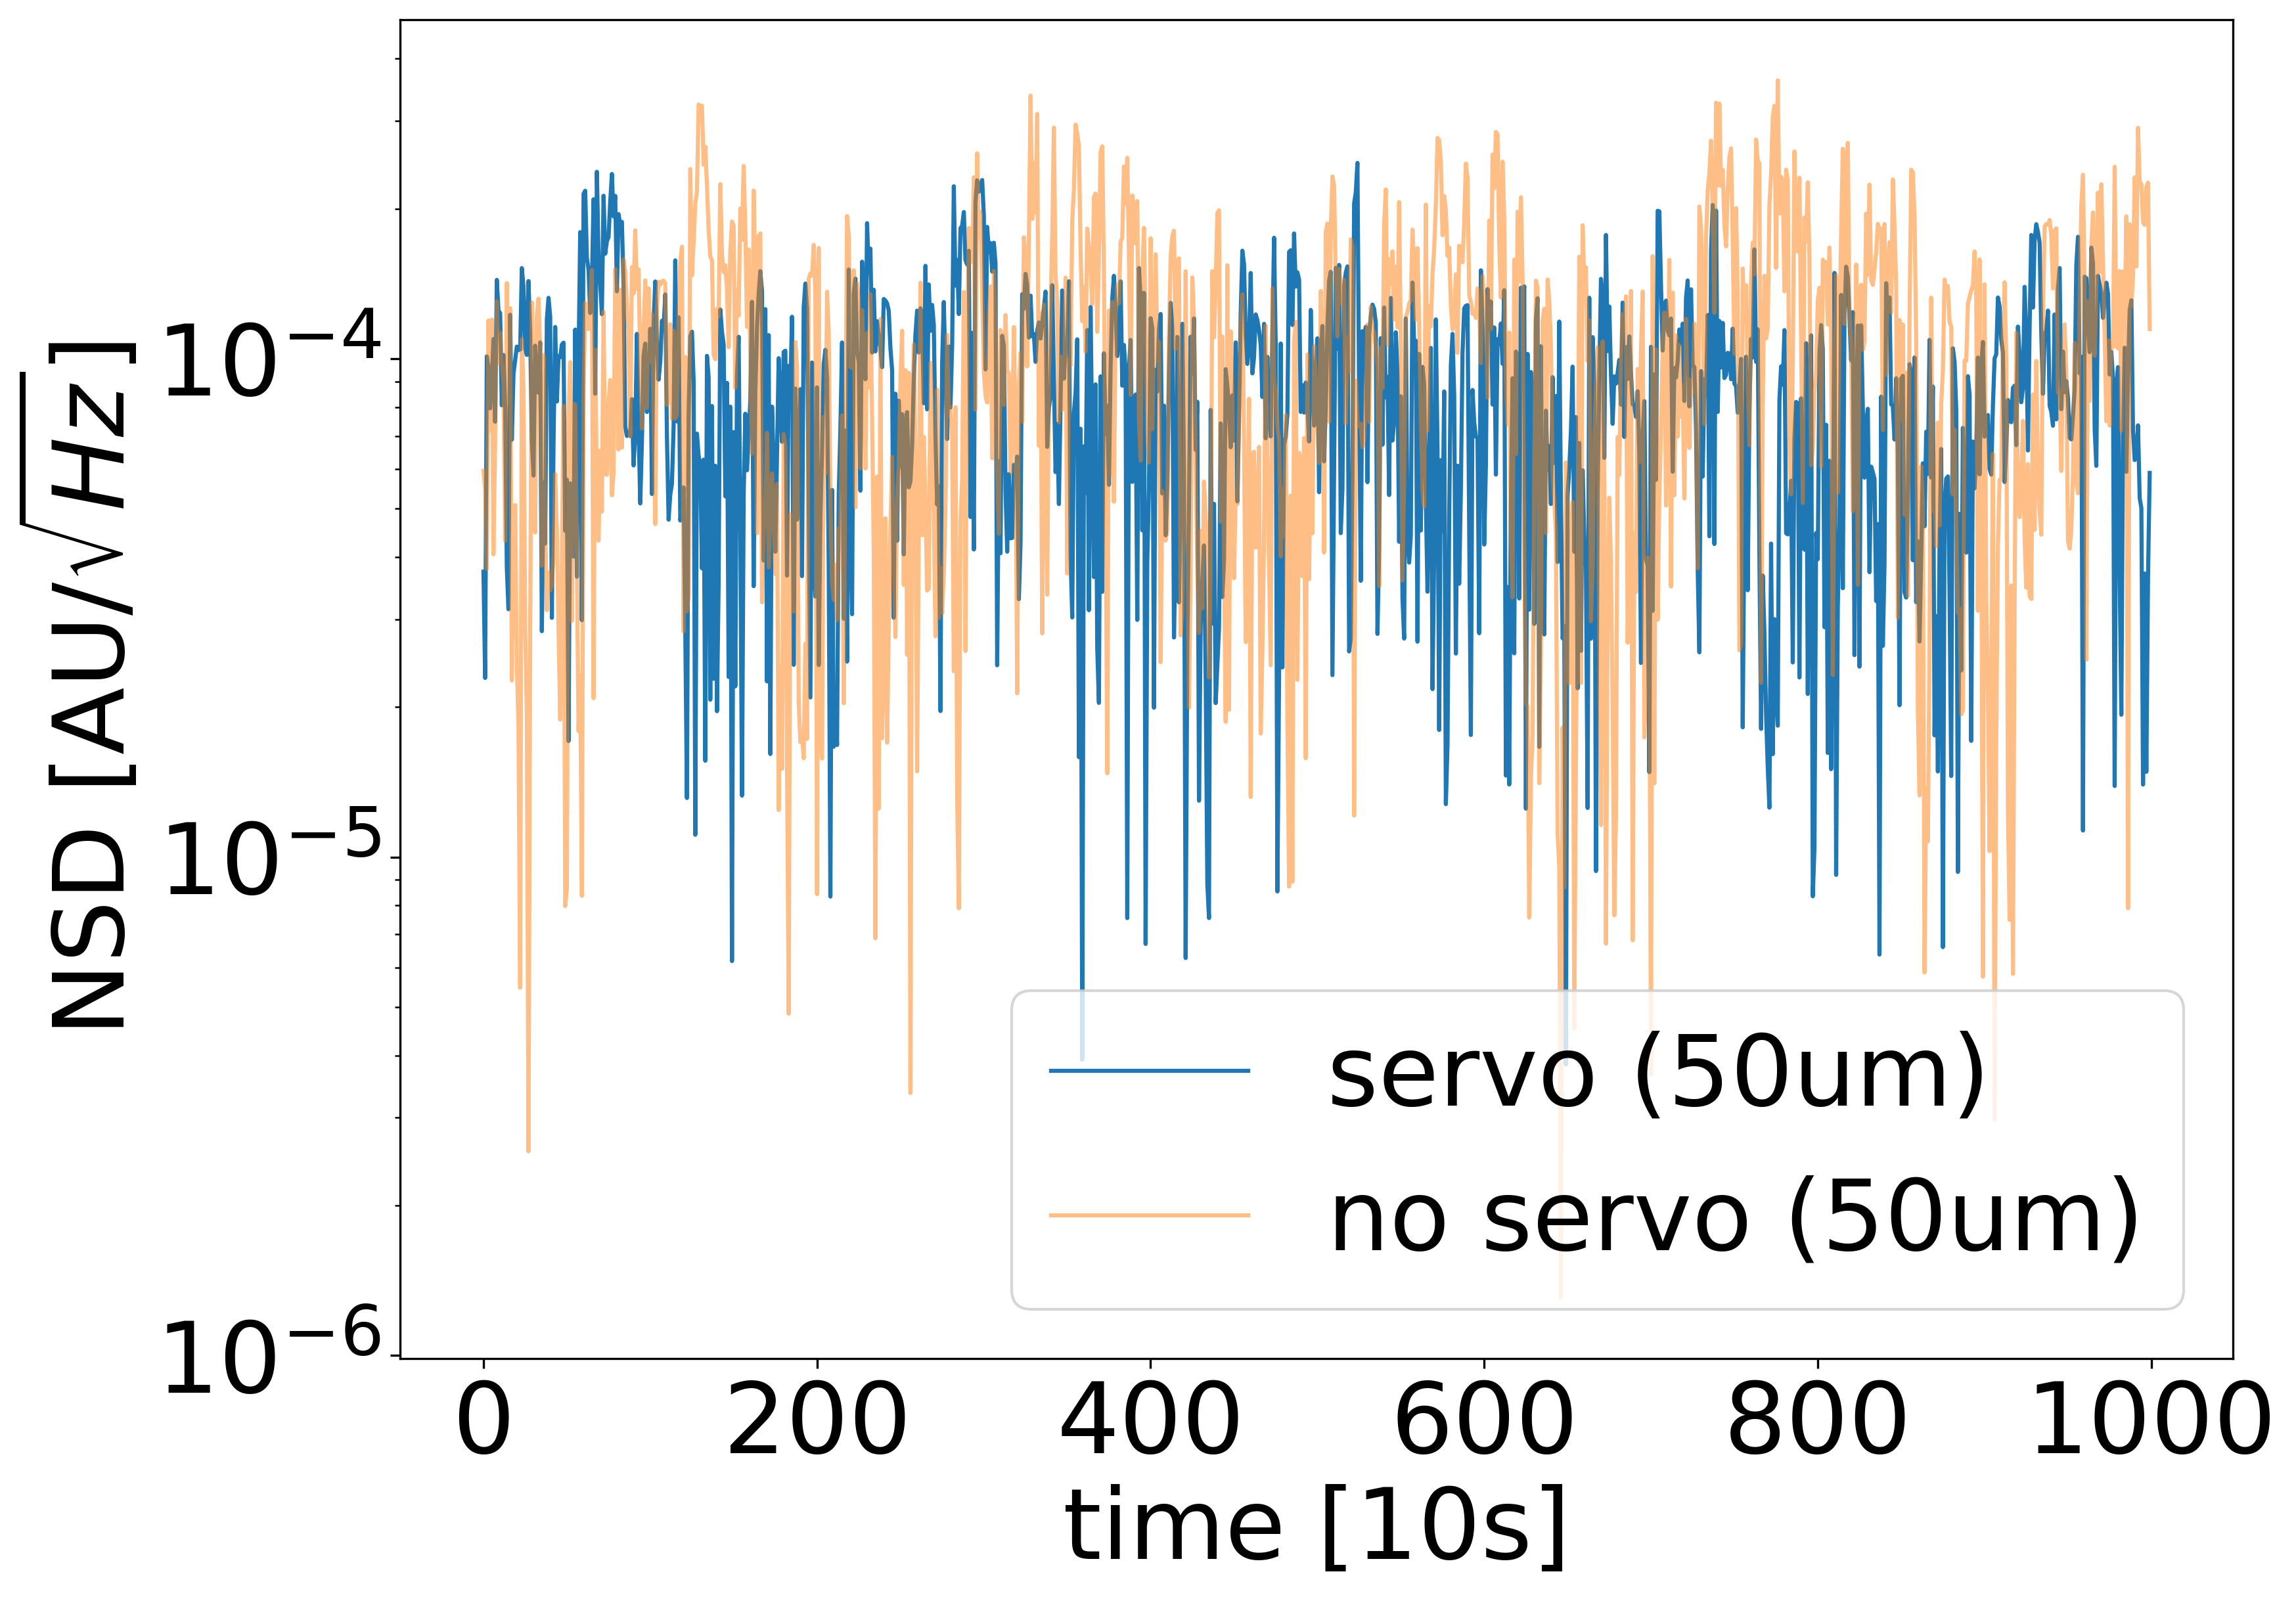 NSD [AU/√Hz]
10⁻⁴
10⁻⁵
10⁻⁶
servo (50um)
no servo (50um)
0 200 400 600 800 1000
time [10s]